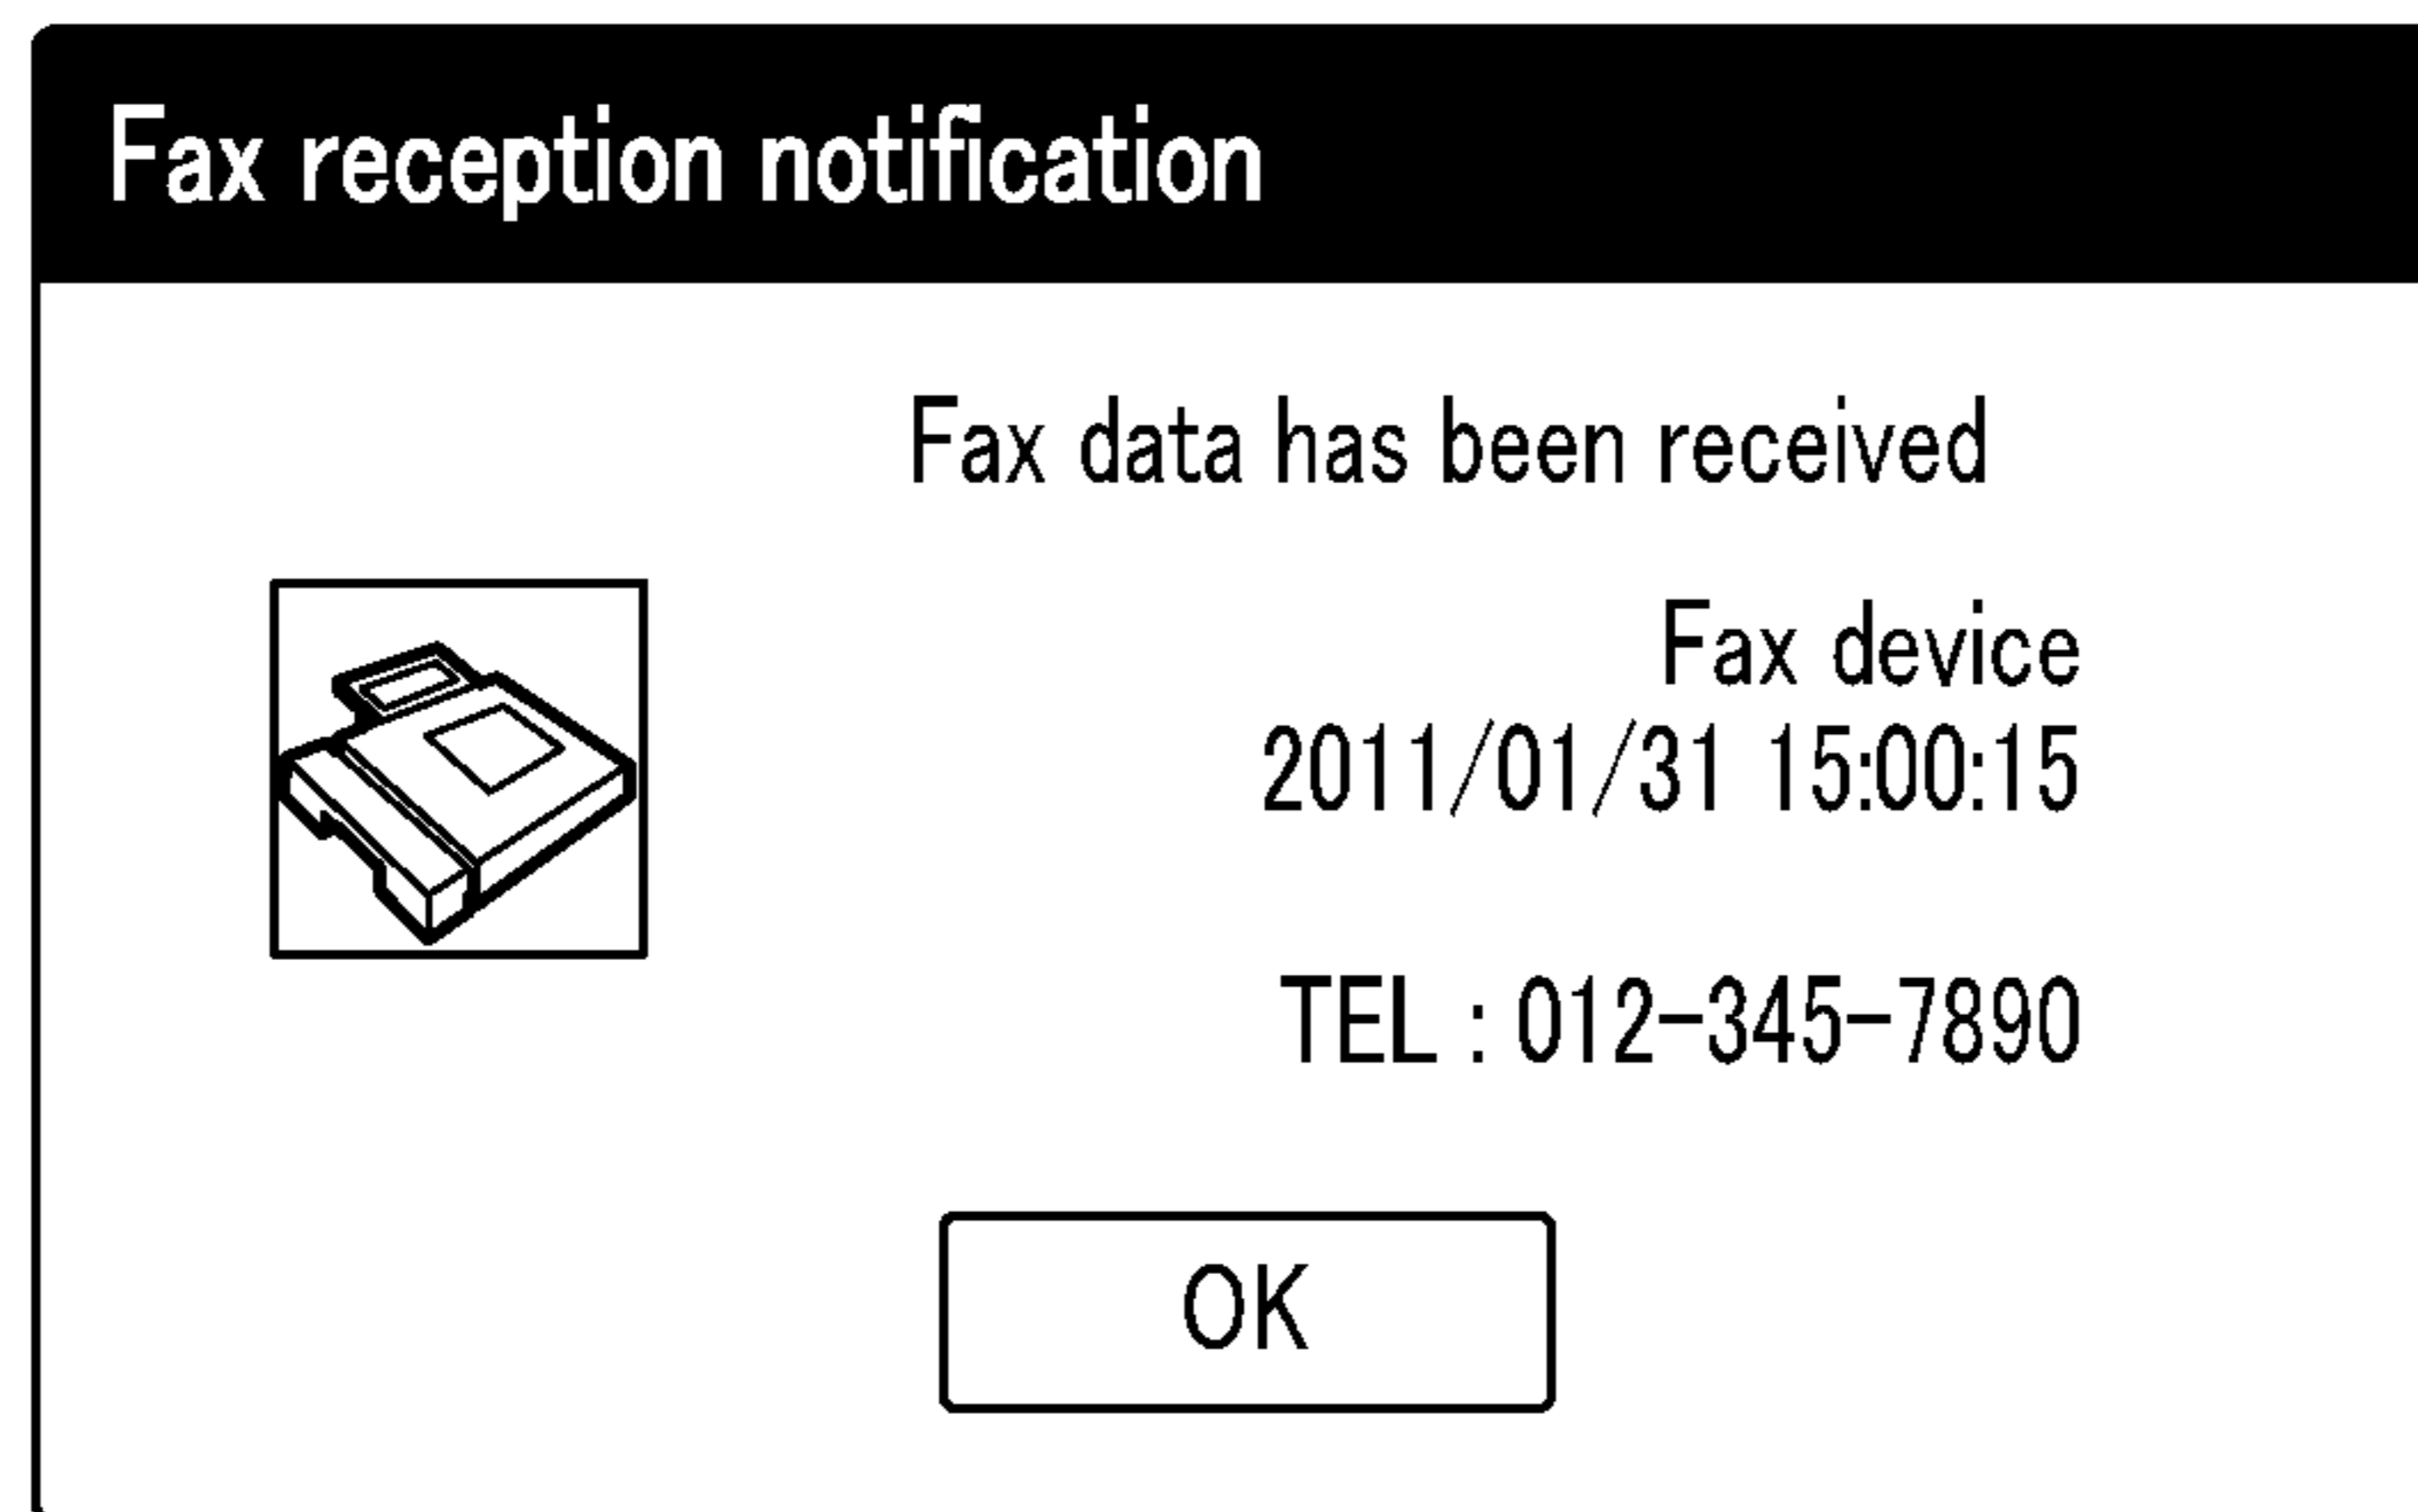 Fax reception notification
Fax data has been received
Fax device
2011/01/31 15:00:15
TEL : 012-345-7890
OK